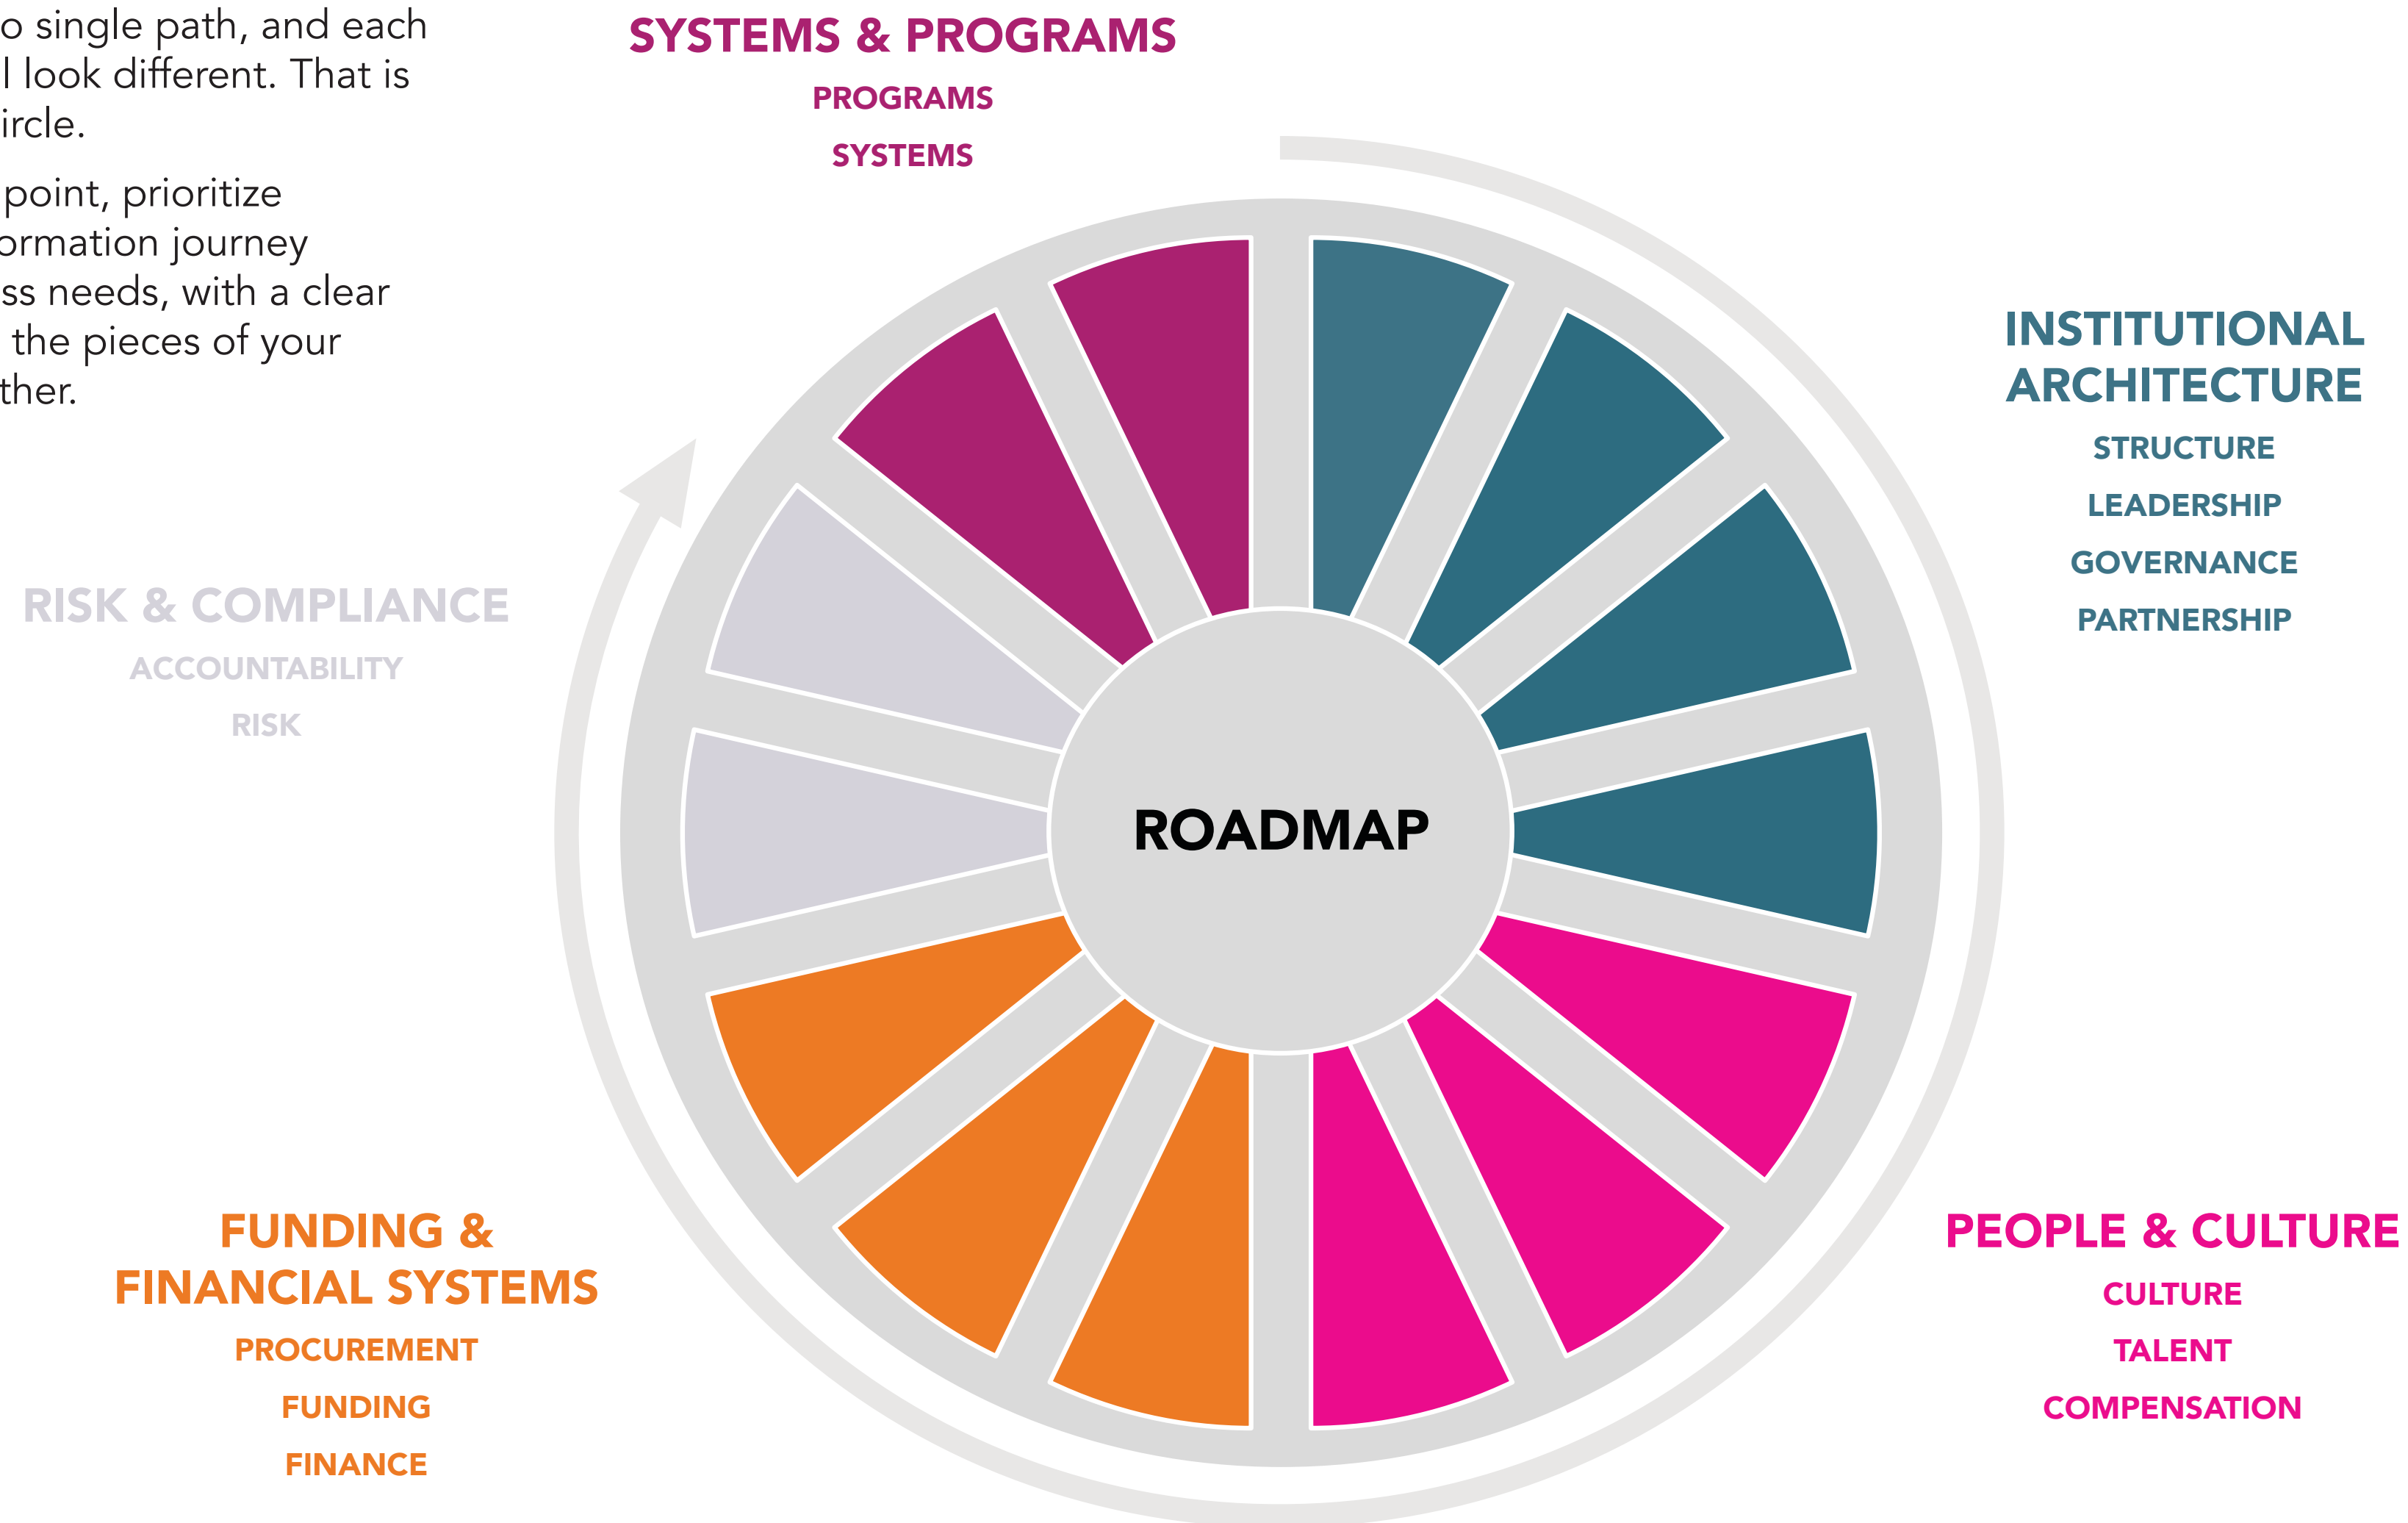 o single path, and each
l look different. That is
ircle.
point, prioritize
ormation journey
ss needs, with a clear
the pieces of your
ther.
SYSTEMS & PROGRAMS
PROGRAMS
SYSTEMS
INSTITUTIONAL
ARCHITECTURE
STRUCTURE
LEADERSHIP
GOVERNANCE
PARTNERSHIP
RISK & COMPLIANCE
ACCOUNTABILITY
RISK
ROADMAP
FUNDING &
FINANCIAL SYSTEMS
PROCUREMENT
FUNDING
FINANCE
PEOPLE & CULTURE
CULTURE
TALENT
COMPENSATION